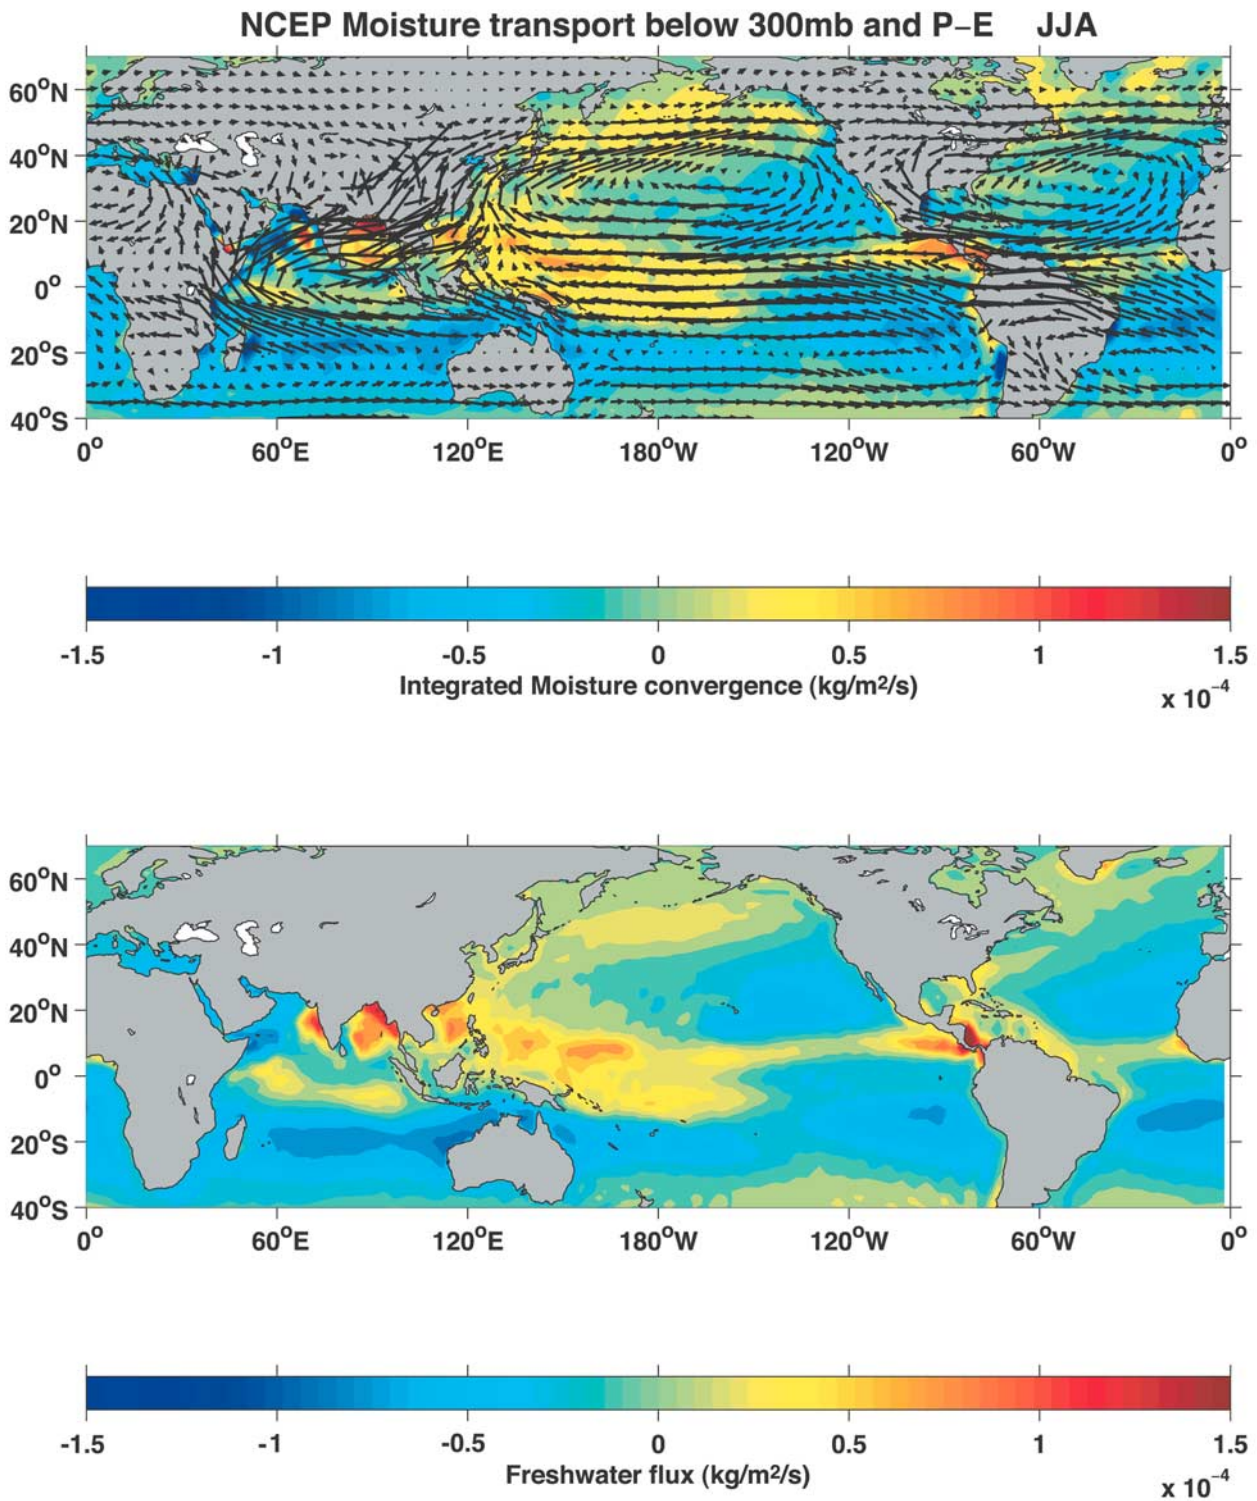 NCEP Moisture transport below 300mb and P−E JJA
60°N
40°N
20°N
0°
20°S
40°S
0° 60°E 120°E 180°W 120°W 60°W 0°
-1.5 -1 -0.5 0 0.5 1 1.5
Integrated Moisture convergence (kg/m²/s)
x 10⁻⁴
60°N
40°N
20°N
0°
20°S
40°S
0° 60°E 120°E 180°W 120°W 60°W 0°
-1.5 -1 -0.5 0 0.5 1 1.5
Freshwater flux (kg/m²/s)
x 10⁻⁴